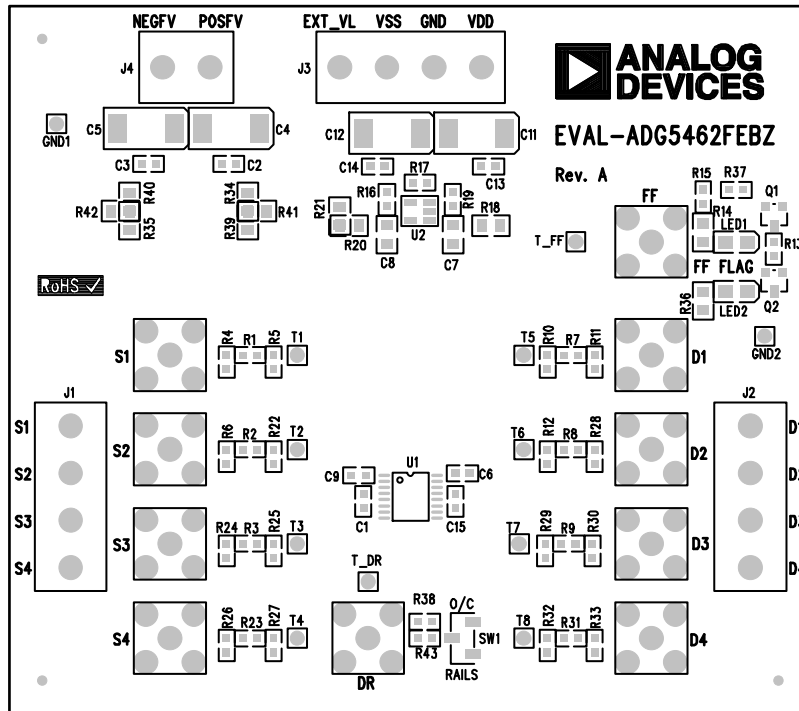 NEGFV POSFV EXT_VL VSS GND VDD
J4 J3
ANALOG
DEVICES
C5 C4 C12 C11
GND1
EVAL-ADG5462FEBZ
C3 C2 C14 R17 C13
Rev. A
R15 R37
R40 R34 R16 R19 FF Q1
R42 R41 R21 R18 R14 LED1
R35 R39 R20 U2 T_FF R13
C8 C7 FF FLAG
RoHS
R36 LED2 Q2
GND2
S1 R4 R1 R5 T1 T5 R10 R7 R11 D1
J1 J2
S1 R6 R2 R22 T2 T6 R12 R8 R28 D1
S2 U1 D2
S2 C9 C6 D2
S3 R24 R3 R25 T3 C1 C15 T7 R29 R9 R30 D3
S3 D3
S4 T_DR D4
R26 R23 R27 T4 R38 O/C T8 R32 R31 R33
S4 R43 SW1 D4
DR RAILS